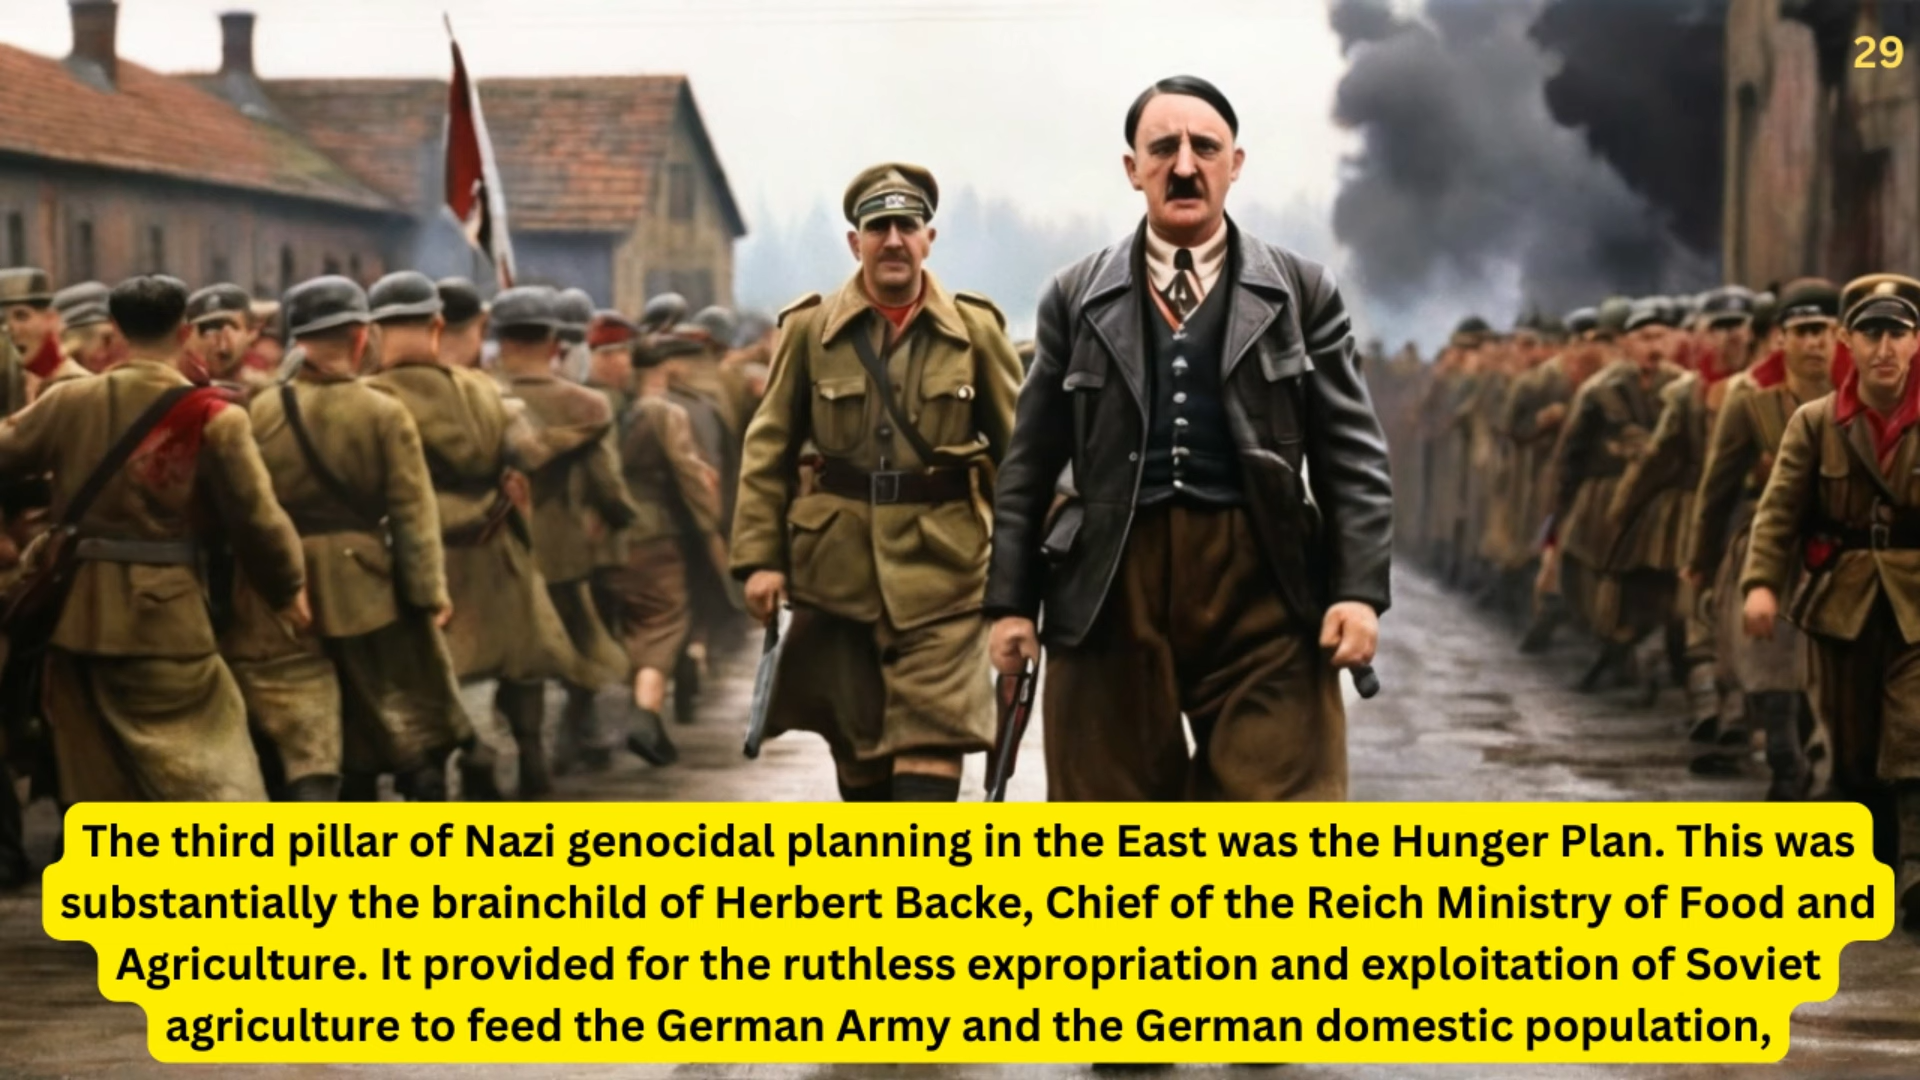 29
The third pillar of Nazi genocidal planning in the East was the Hunger Plan. This was
substantially the brainchild of Herbert Backe, Chief of the Reich Ministry of Food and
Agriculture. It provided for the ruthless expropriation and exploitation of Soviet
agriculture to feed the German Army and the German domestic population,